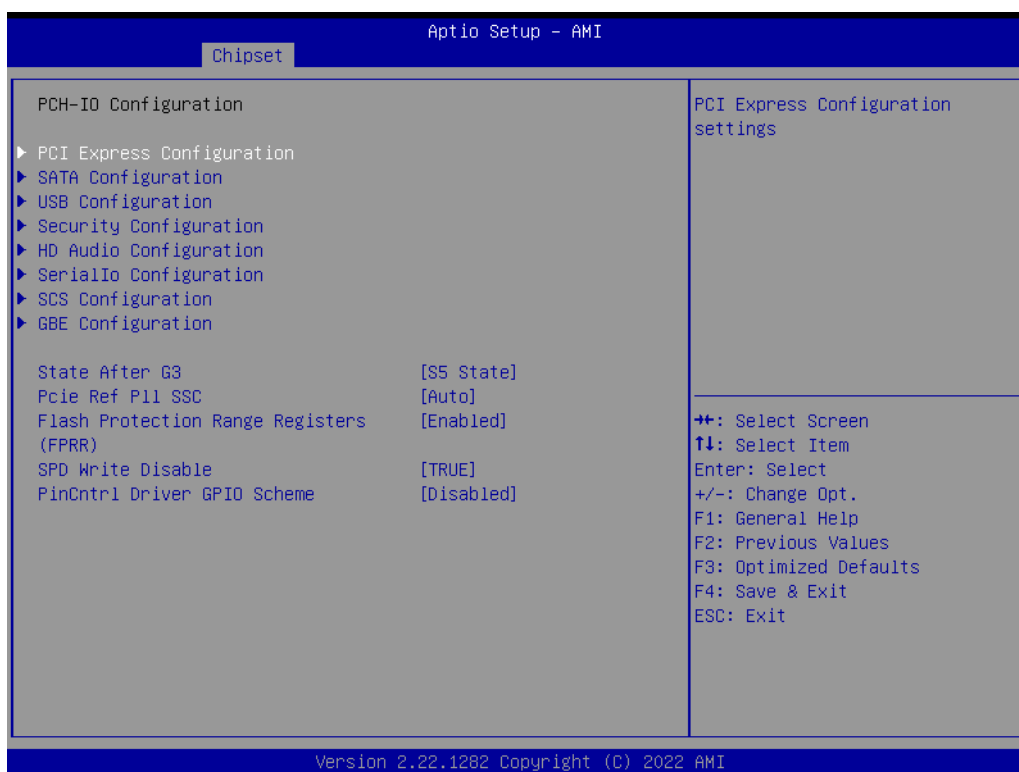 Aptio Setup - AMI
Chipset
PCH-IO Configuration
PCI Express Configuration
SATA Configuration
USB Configuration
Security Configuration
HD Audio Configuration
SerialIo Configuration
SCS Configuration
GBE Configuration
State After G3 [S5 State]
Pcie Ref Pll SSC [Auto]
Flash Protection Range Registers [Enabled]
(FPRR)
SPD Write Disable [TRUE]
PinCntrl Driver GPIO Scheme [Disabled]
PCI Express Configuration
settings
→←: Select Screen
↑↓: Select Item
Enter: Select
+/-: Change Opt.
F1: General Help
F2: Previous Values
F3: Optimized Defaults
F4: Save & Exit
ESC: Exit
Version 2.22.1282 Copyright (C) 2022 AMI